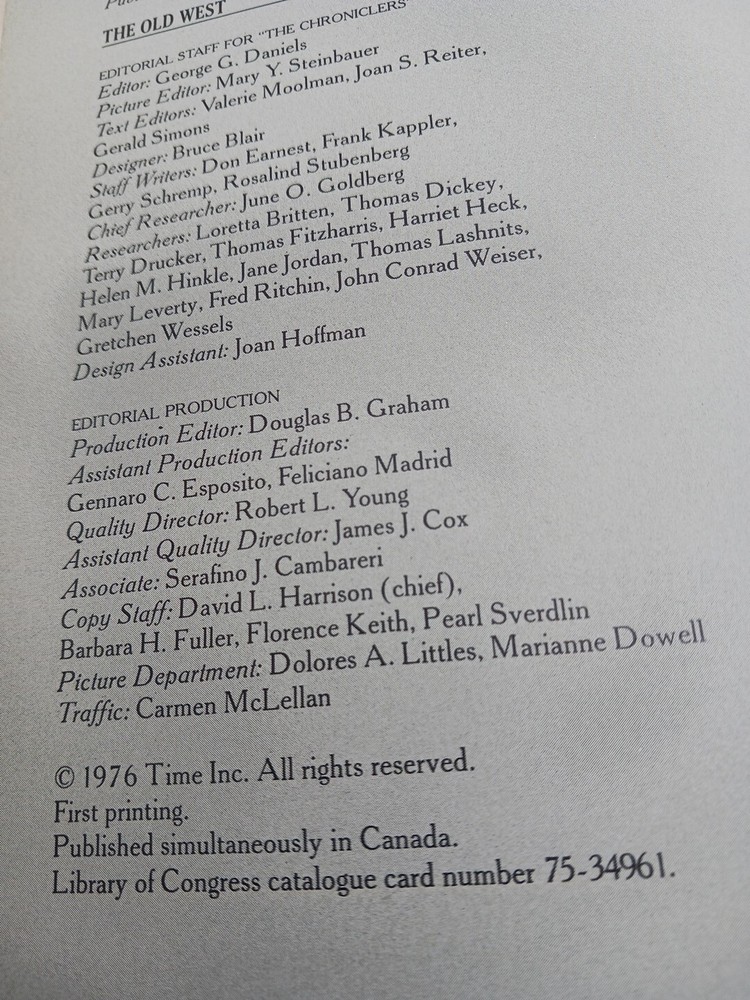 THE OLD WEST
EDITORIAL STAFF FOR "THE CHRONICLERS"
Editor: George G. Daniels
Picture Editor: Mary Y. Steinbauer
Text Editors: Valerie Moolman, Joan S. Reiter,
Gerald Simons
Designer: Bruce Blair
Staff Writers: Don Earnest, Frank Kappler,
Gerry Schremp, Rosalind Stubenberg
Chief Researcher: June O. Goldberg
Researchers: Loretta Britten, Thomas Dickey,
Terry Drucker, Thomas Fitzharris, Harriet Heck,
Helen M. Hinkle, Jane Jordan, Thomas Lashnits,
Mary Leverty, Fred Ritchin, John Conrad Weiser,
Gretchen Wessels
Design Assistant: Joan Hoffman
EDITORIAL PRODUCTION
Production Editor: Douglas B. Graham
Assistant Production Editors:
Gennaro C. Esposito, Feliciano Madrid
Quality Director: Robert L. Young
Assistant Quality Director: James J. Cox
Associate: Serafino J. Cambareri
Copy Staff: David L. Harrison (chief),
Barbara H. Fuller, Florence Keith, Pearl Sverdlin
Picture Department: Dolores A. Littles, Marianne Dowell
Traffic: Carmen McLellan
© 1976 Time Inc. All rights reserved.
First printing.
Published simultaneously in Canada.
Library of Congress catalogue card number 75-34961.